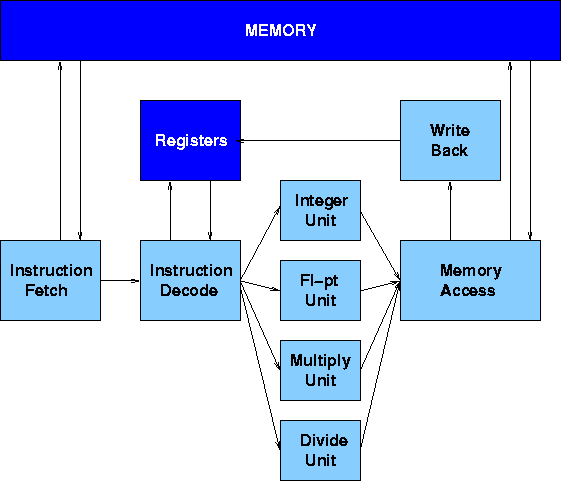 MEMORY
Registers
Write
Back
Integer
Unit
Instruction
Fetch
Instruction
Decode
Fl-pt
Unit
Memory
Access
Multiply
Unit
Divide
Unit